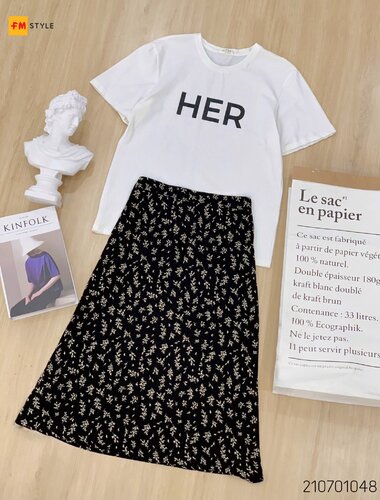 FM STYLE
HER
KINFOLK
Le sac
en papier
Ce sac est fabriqué
à partir de papier végét
100 % naturel.
Double épaisseur 180g
kraft blanc doublé
de kraft brun
Contenance : 33 litres.
100 % Ecographik.
Ne le jetez pas.
Il peut servir plusieurs
210701048